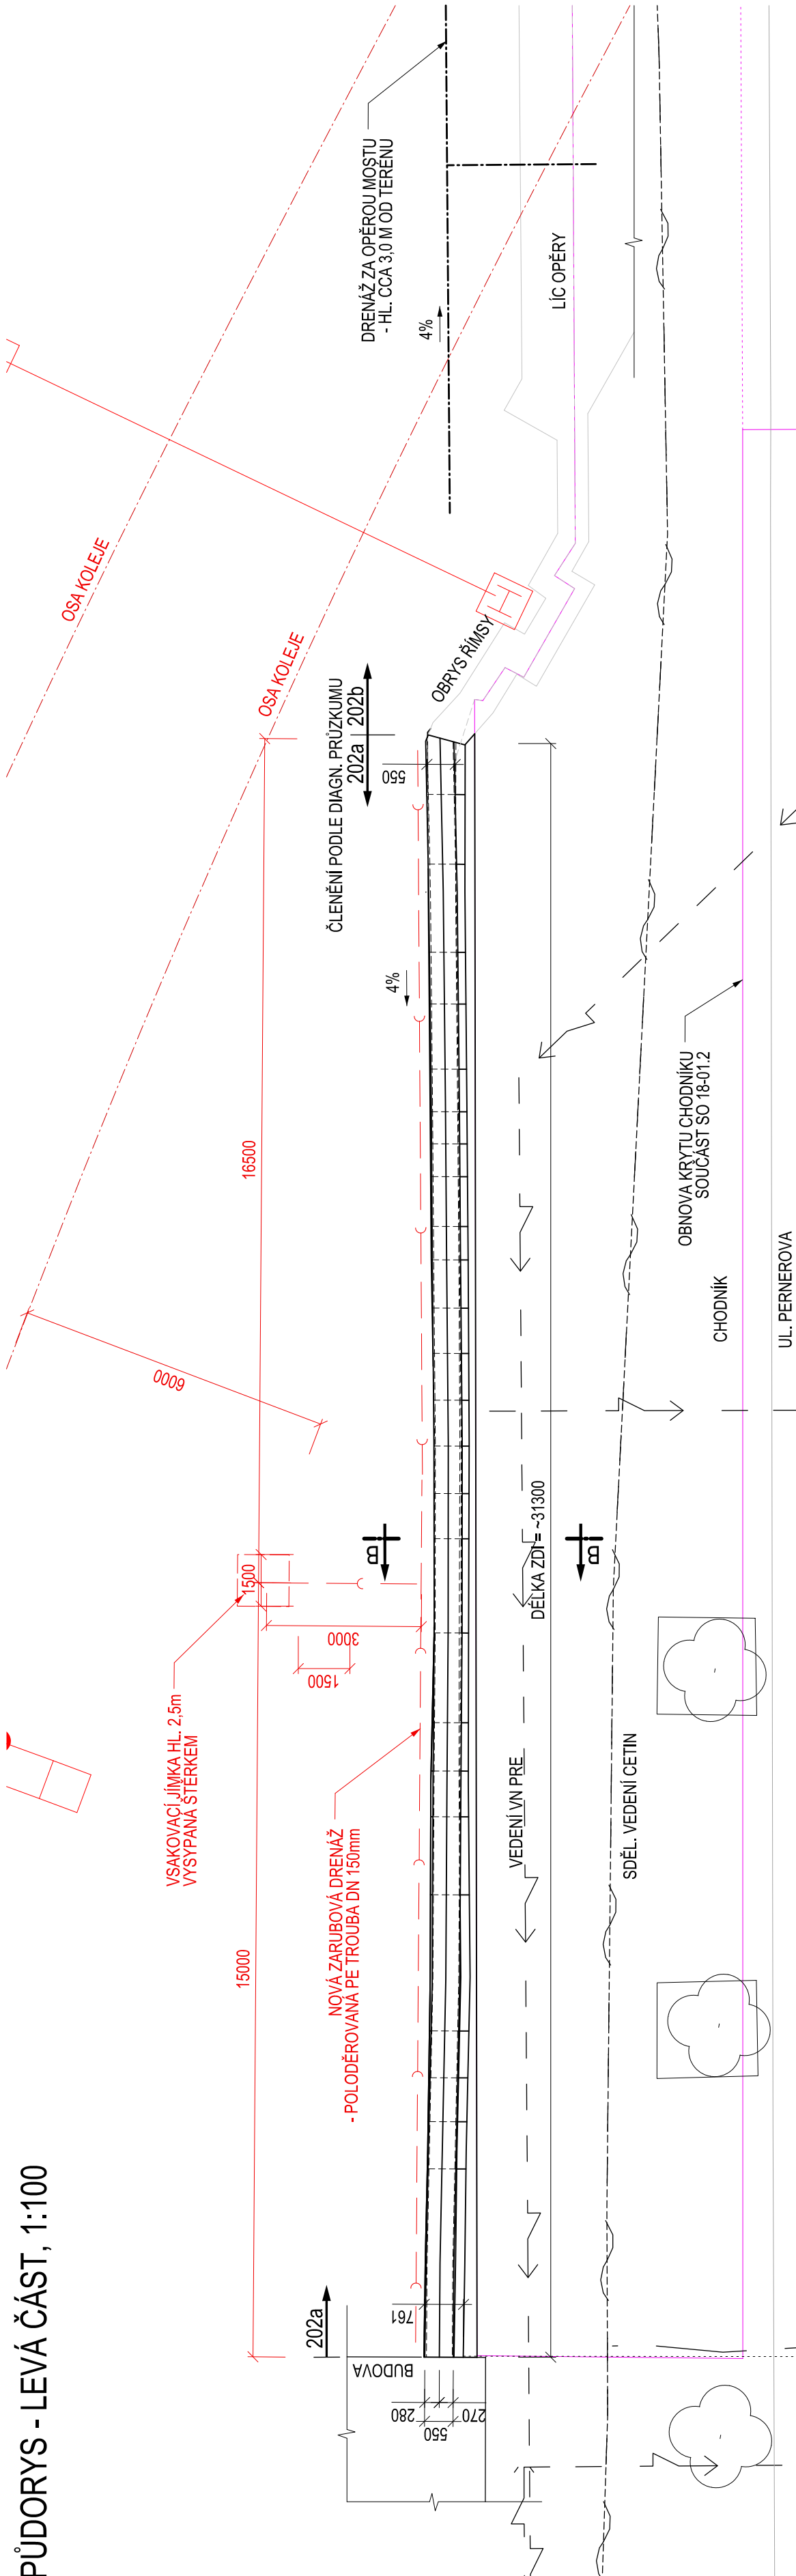 PŮDORYS - LEVÁ ČÁST, 1:100
DRENÁŽ ZA OPĚROU MOSTU
- HL. CCA 3,0 M OD TERÉNU
4%
LÍC OPĚRY
OSA KOLEJE
OSA KOLEJE
OBRYS ŘÍMSY
ČLENĚNÍ PODLE DIAGN. PRŮZKUMU
202a 202b
550
4%
16500
6000
OBNOVA KRYTU CHODNÍKU
SOUČÁST SO 18-01.2
CHODNÍK
UL. PERNEROVA
B
B
DÉLKA ZDI = ~31300
1500
3000
1500
VSAKOVACÍ JÍMKA HL. 2,5m
VYSYPANÁ ŠTĚRKEM
NOVÁ ZARUBOVÁ DRENÁŽ
- POLODĚROVANÁ PE TROUBA DN 150mm
VEDENÍ VN PRE
SDĚL. VEDENÍ CETIN
15000
202a
761
BUDOVA
280
270
550